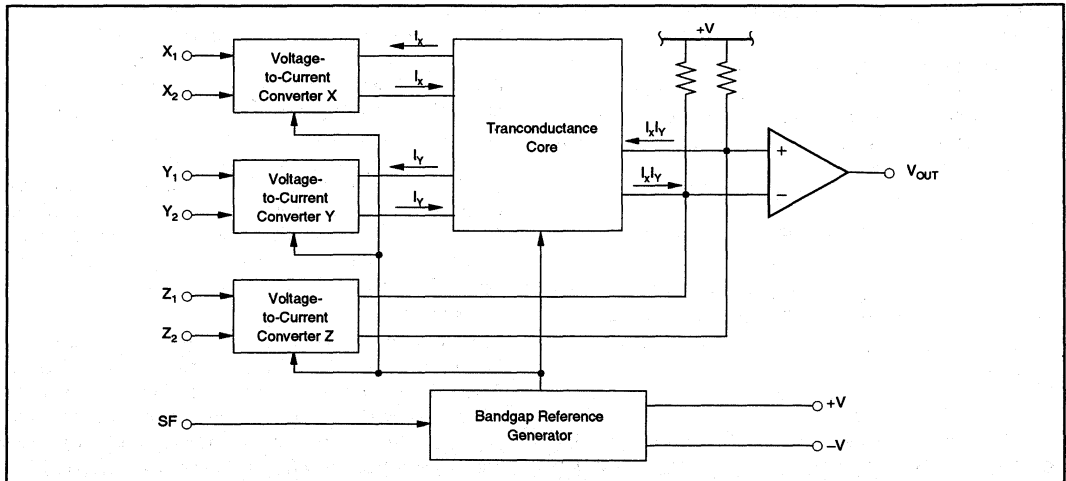 +V
X1
X2
Voltage-
to-Current
Converter X
IX
IX
Tranconductance
Core
IXIY
IXIY
+
−
VOUT
Y1
Y2
Voltage-
to-Current
Converter Y
IY
IY
Z1
Z2
Voltage-
to-Current
Converter Z
SF
Bandgap Reference
Generator
+V
−V